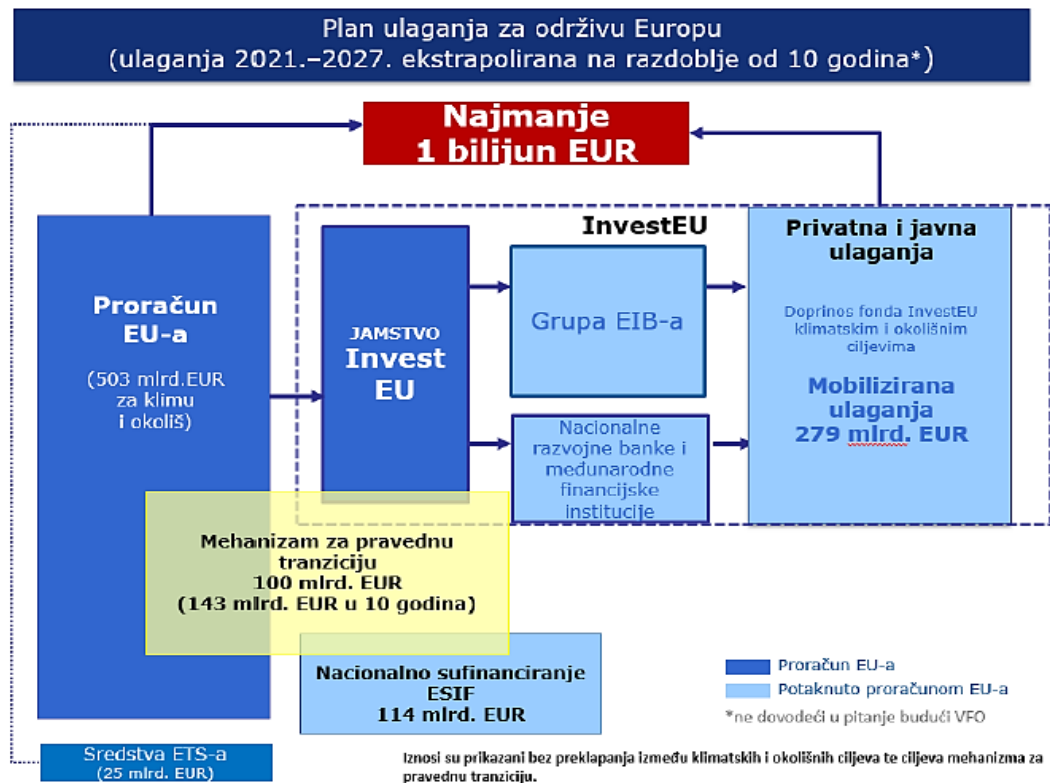 Plan ulaganja za održivu Europu
(ulaganja 2021.–2027. ekstrapolirana na razdoblje od 10 godina*)
Najmanje
1 bilijun EUR
Proračun
EU-a
(503 mlrd.EUR
za klimu
i okoliš)
InvestEU
JAMSTVO
Invest
EU
Grupa EIB-a
Nacionalne
razvojne banke i
međunarodne
financijske
institucije
Privatna i javna
ulaganja
Doprinos fonda InvestEU
klimatskim i okolišnim
ciljevima
Mobilizirana
ulaganja
279 mlrd. EUR
Mehanizam za pravednu
tranziciju
100 mlrd. EUR
(143 mlrd. EUR u 10 godina)
Nacionalno sufinanciranje
ESIF
114 mlrd. EUR
Proračun EU-a
Potaknuto proračunom EU-a
*ne dovodeći u pitanje budući VFO
Sredstva ETS-a
(25 mlrd. EUR)
Iznosi su prikazani bez preklapanja između klimatskih i okolišnih ciljeva te ciljeva mehanizma za
pravednu tranziciju.